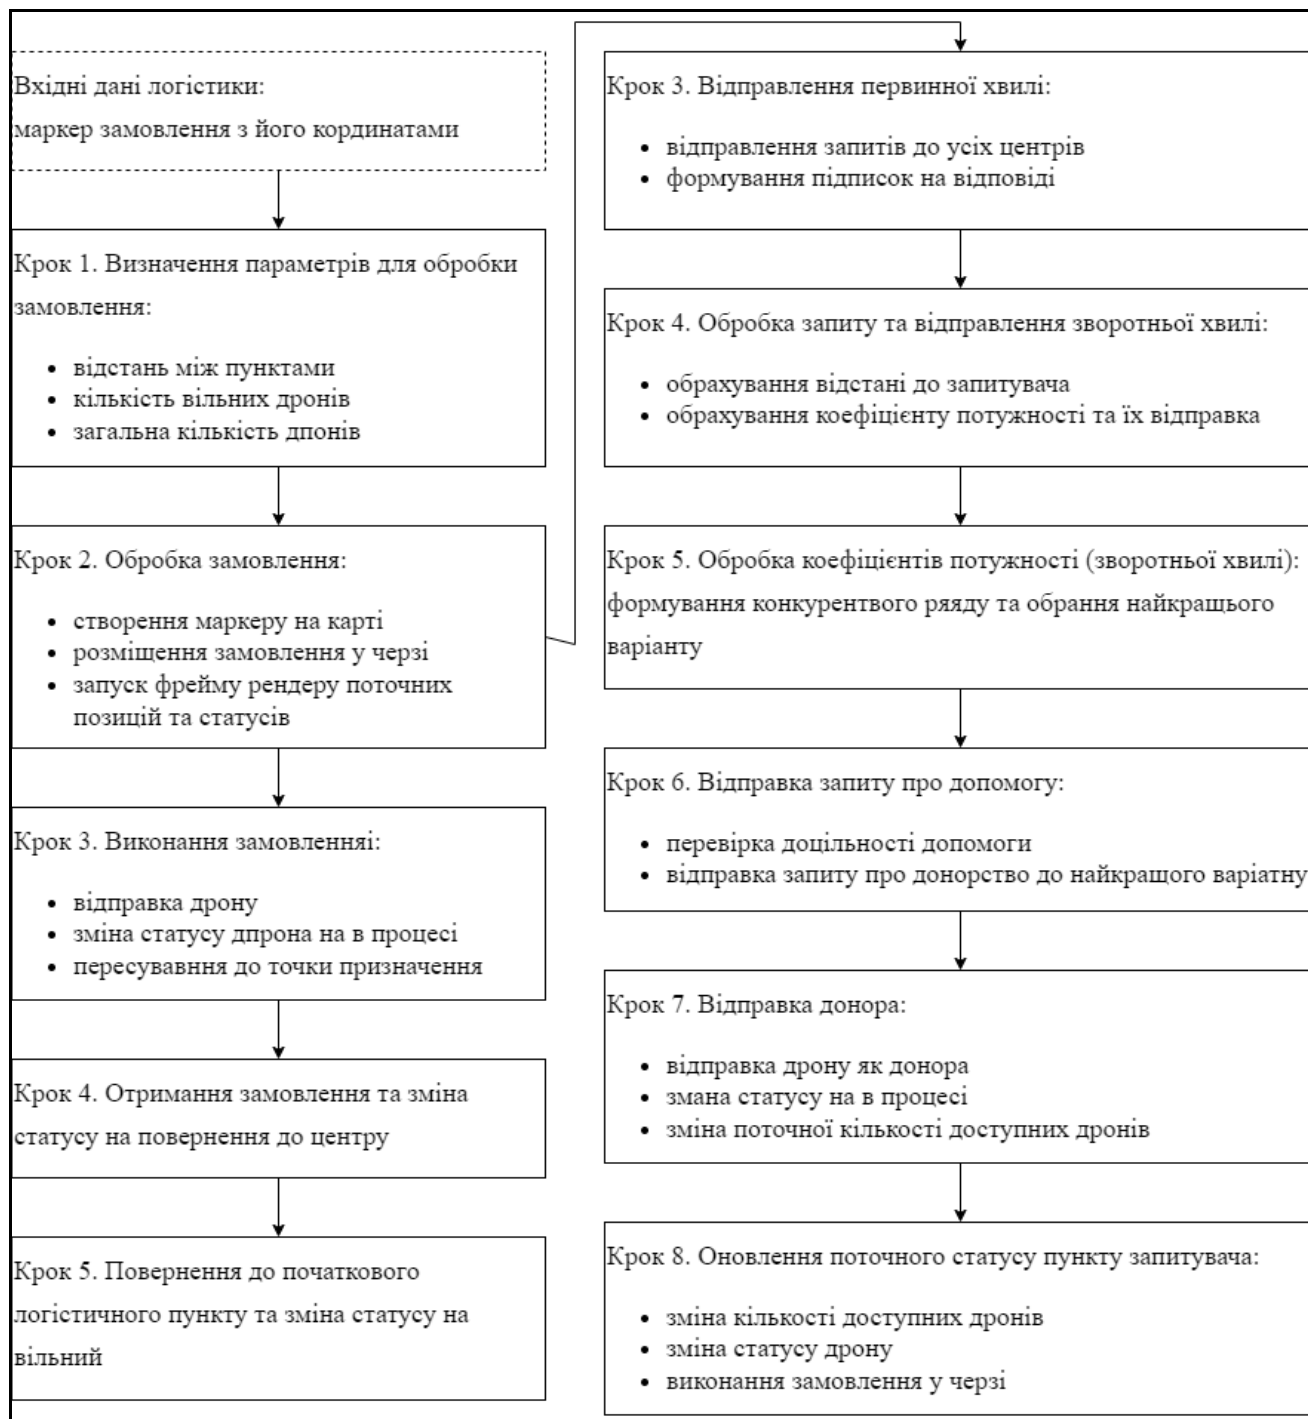 Вхідні дані логістики:
маркер замовлення з його кординатами
Крок 1. Визначення параметрів для обробки
замовлення:
• відстань між пунктами
• кількість вільних дронів
• загальна кількість дпонів
Крок 2. Обробка замовлення:
• створення маркеру на карті
• розміщення замовлення у черзі
• запуск фрейму рендеру поточних
позицій та статусів
Крок 3. Виконання замовленняі:
• відправка дрону
• зміна статусу дпрона на в процесі
• пересувавння до точки призначення
Крок 4. Отримання замовлення та зміна
статусу на повернення до центру
Крок 5. Повернення до початкового
логістичного пункту та зміна статусу на
вільний
Крок 3. Відправлення первинної хвилі:
• відправлення запитів до усіх центрів
• формування підписок на відповіді
Крок 4. Обробка запиту та відправлення зворотньої хвилі:
• обрахування відстані до запитувача
• обрахування коефіцієнту потужності та їх відправка
Крок 5. Обробка коефіцієнтів потужності (зворотньої хвилі):
формування конкурентвого ряяду та обрання найкращього
варіанту
Крок 6. Відправка запиту про допомогу:
• перевірка доцільності допомоги
• відправка запиту про донорство до найкращого варіатну
Крок 7. Відправка донора:
• відправка дрону як донора
• змана статусу на в процесі
• зміна поточної кількості доступних дронів
Крок 8. Оновлення поточного статусу пункту запитувача:
• зміна кількості доступних дронів
• зміна статусу дрону
• виконання замовлення у черзі